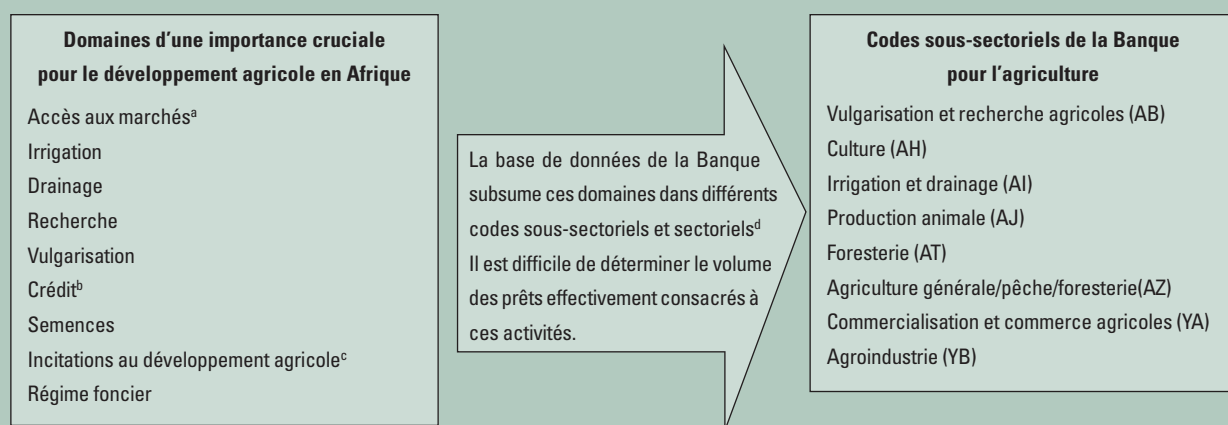 Domaines d'une importance cruciale
pour le développement agricole en Afrique
Accès aux marchésᵃ
Irrigation
Drainage
Recherche
Vulgarisation
Créditᵇ
Semences
Incitations au développement agricoleᶜ
Régime foncier
La base de données de la Banque
subsume ces domaines dans différents
codes sous-sectoriels et sectorielsᵈ
Il est difficile de déterminer le volume
des prêts effectivement consacrés à
ces activités.
Codes sous-sectoriels de la Banque
pour l'agriculture
Vulgarisation et recherche agricoles (AB)
Culture (AH)
Irrigation et drainage (AI)
Production animale (AJ)
Foresterie (AT)
Agriculture générale/pêche/foresterie(AZ)
Commercialisation et commerce agricoles (YA)
Agroindustrie (YB)